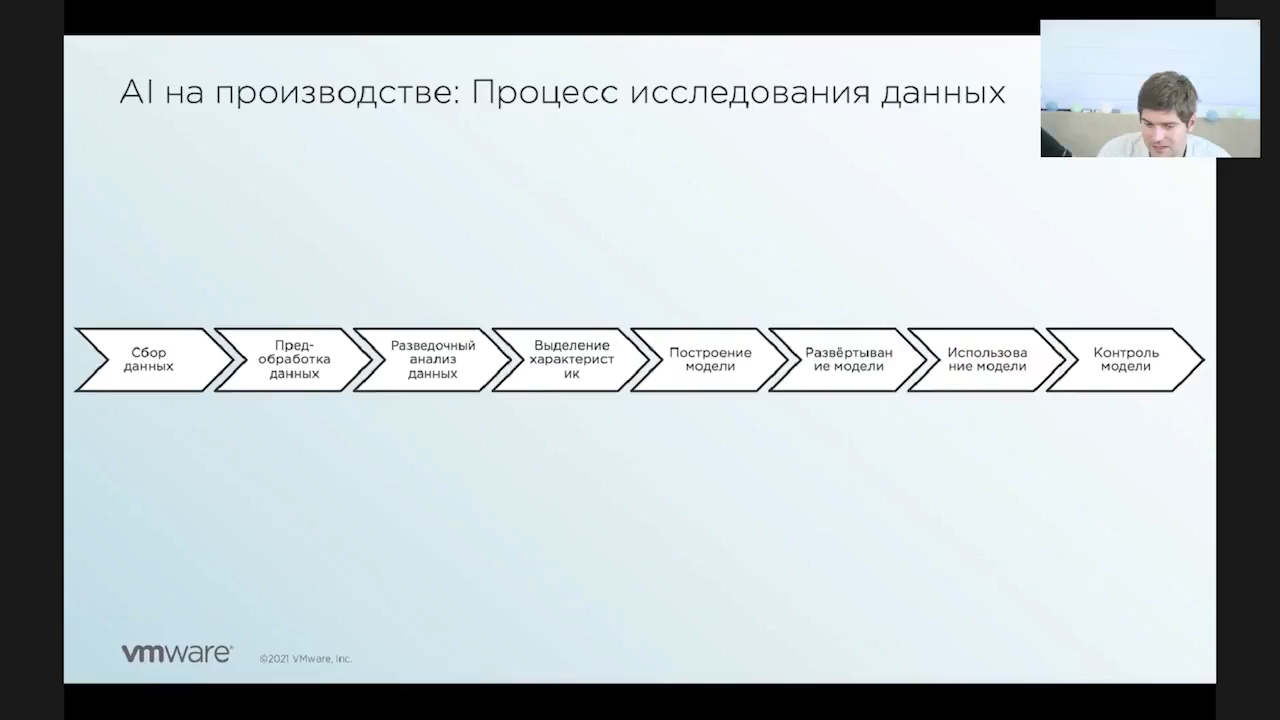 AI на производстве: Процесс исследования данных
Сбор
данных
Пред-
обработка
данных
Разведочный
анализ
данных
Выделение
характерист
ик
Построение
модели
Развёртыван
ие модели
Использова
ние модели
Контроль
модели
vmware®
©2021 VMware, Inc.